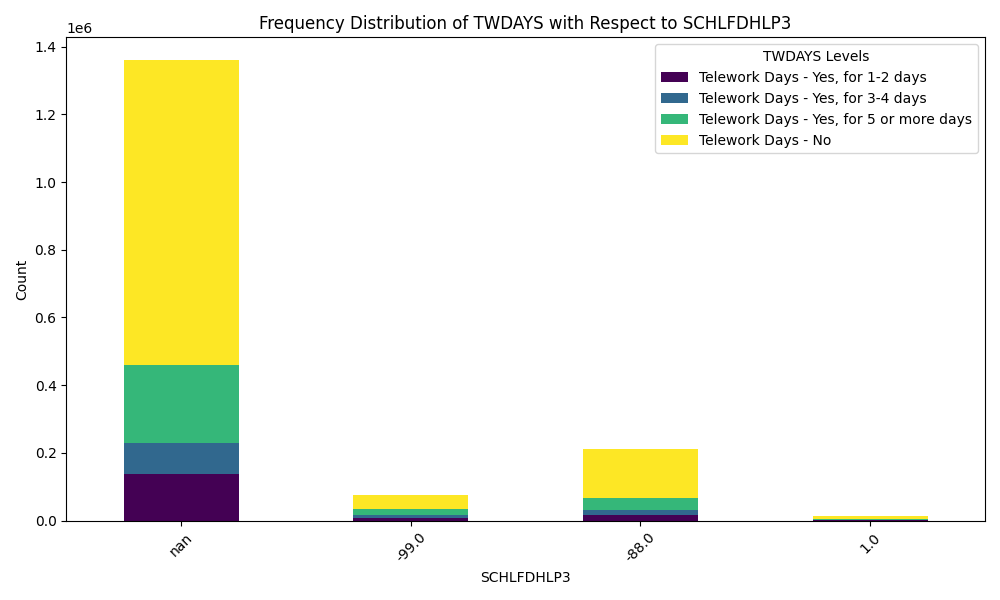 Frequency Distribution of TWDAYS with Respect to SCHLFDHLP3
1e6
1.4
1.2
1.0
0.8
0.6
0.4
0.2
0.0
Count
TWDAYS Levels
Telework Days - Yes, for 1-2 days
Telework Days - Yes, for 3-4 days
Telework Days - Yes, for 5 or more days
Telework Days - No
nan
-99.0
-88.0
1.0
SCHLFDHLP3